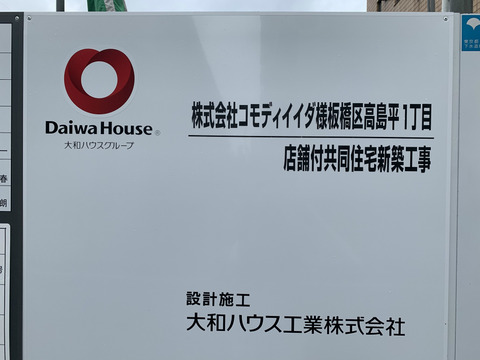 Daiwa House®
大和ハウスグループ
株式会社コモディイイダ様板橋区高島平1丁目
店舗付共同住宅新築工事
設計施工
大和ハウス工業株式会社
春
朗
号